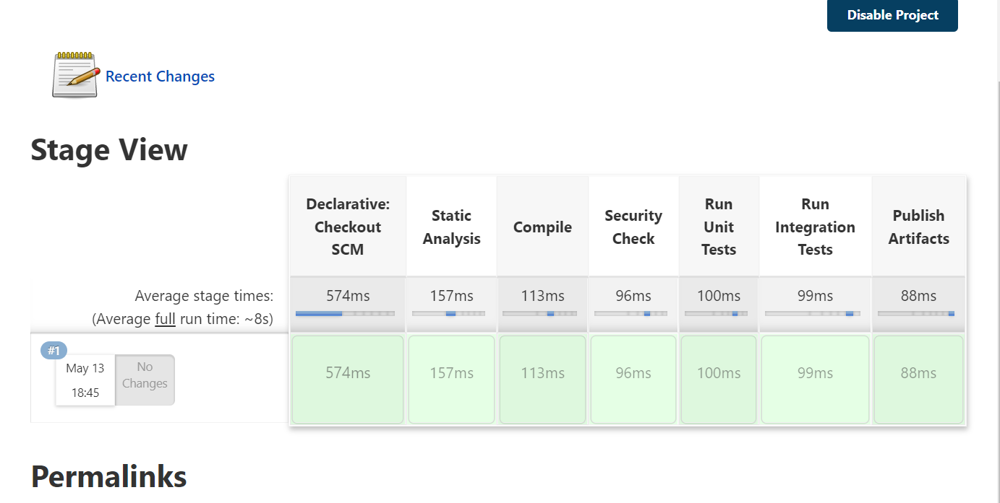 Disable Project
Recent Changes
Stage View
Declarative:
Checkout
SCM
Static
Analysis
Compile
Security
Check
Run
Unit
Tests
Run
Integration
Tests
Publish
Artifacts
Average stage times:
(Average full run time: ~8s)
574ms
157ms
113ms
96ms
100ms
99ms
88ms
#1
May 13
18:45
No
Changes
574ms
157ms
113ms
96ms
100ms
99ms
88ms
Permalinks